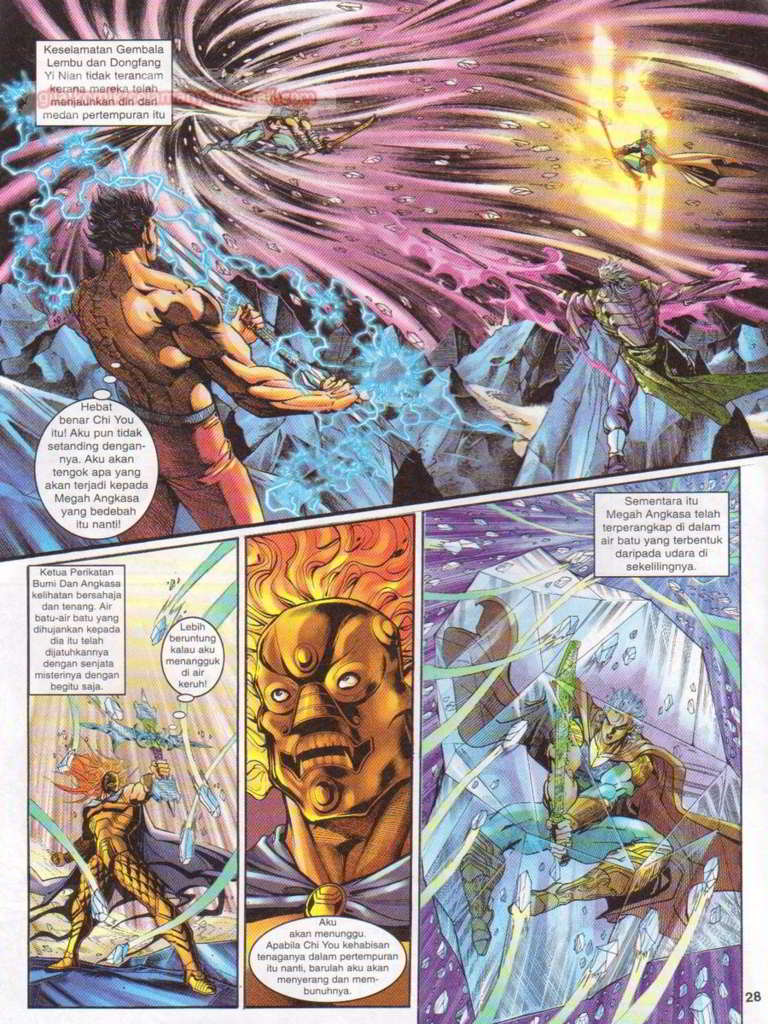 Keselamatan Gembala
Lembu dan Dongfang
Yi Nian tidak terancam
kerana mereka telah
menjauhkan diri dari
medan pertempuran itu
Hebat
benar Chi You
itu! Aku pun tidak
setanding dengan-
nya. Aku akan
tengok apa yang
akan terjadi kepada
Megah Angkasa
yang bedebah
itu nanti!
Ketua Perikatan
Bumi Dan Angkasa
kelihatan bersahaja
dan tenang. Air
batu-air batu yang
dihujankan kepada
dia itu telah
dijatuhkannya
dengan senjata
misterinya dengan
begitu saja.
Lebih
beruntung
kalau aku
menangguk
di air
keruh!
Aku
akan menunggu.
Apabila Chi You kehabisan
tenaganya dalam pertempuran
itu nanti, barulah aku akan
menyerang dan mem-
bunuhnya.
Sementara itu
Megah Angkasa telah
terperangkap di dalam
air batu yang terbentuk
daripada udara di
sekelilingnya.
28